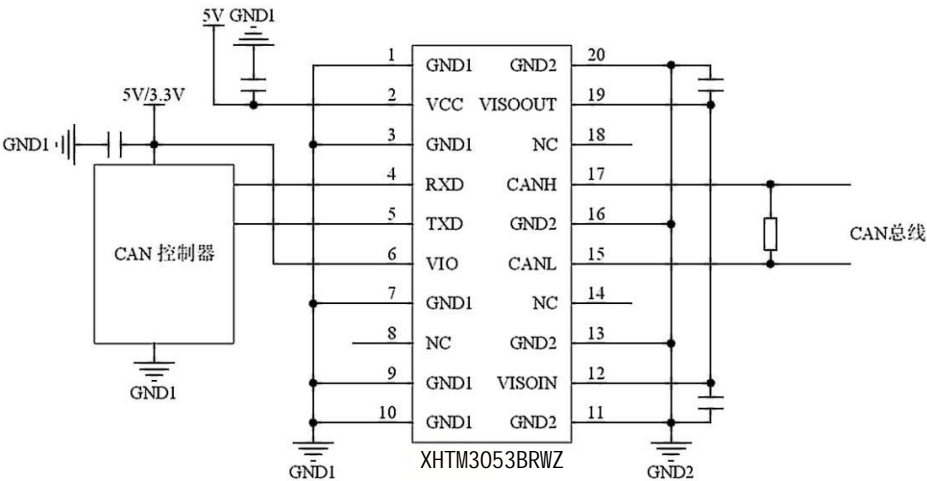 5V GND1
1 GND1 GND2 20
5V/3.3V 2 VCC VISOOUT 19
GND1 3 GND1 NC 18
4 RXD CANH 17
5 TXD GND2 16
CAN 控制器 CAN总线
6 VIO CANL 15
7 GND1 NC 14
8 NC GND2 13
9 GND1 VISOIN 12
GND1
10 GND1 GND2 11
GND1 XHTM3053BRWZ GND2